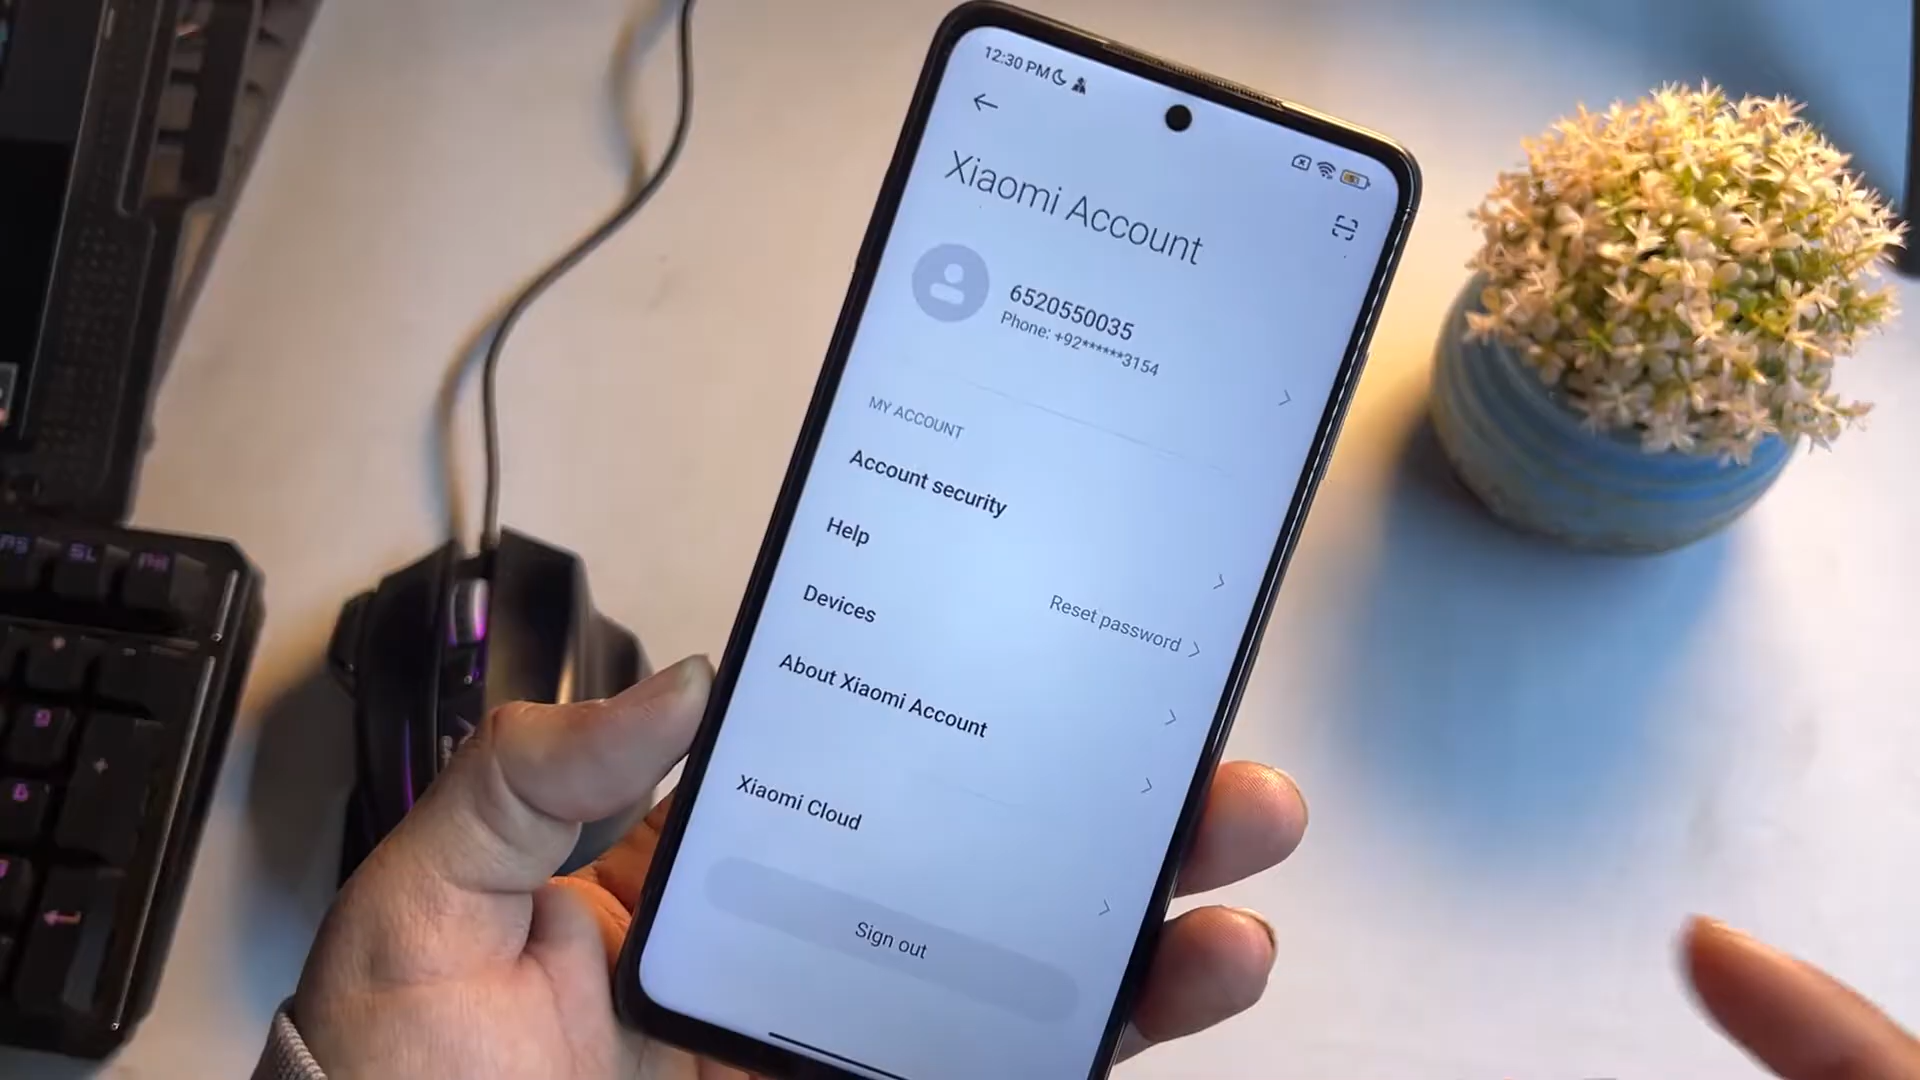 12:30 PM
Xiaomi Account
6520550035
Phone: +92******3154
MY ACCOUNT
Account security
Help
Reset password
Devices
About Xiaomi Account
Xiaomi Cloud
Sign out
SL